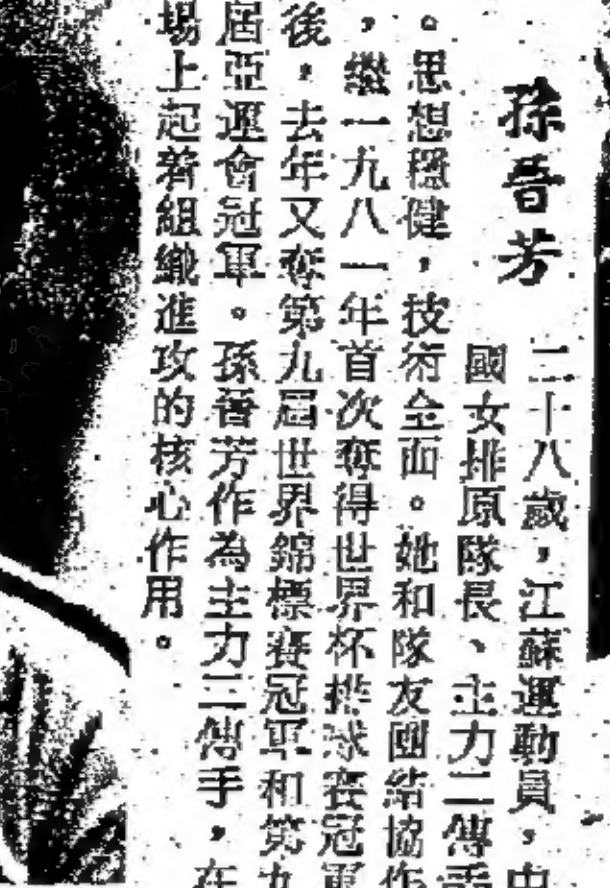 孫晉芳
二十八歲，江蘇運動員，中
國女排原隊長、主力二傳手
。思想穩健，技術全面。她和隊友團結協作
，繼一九八一年首次奪得世界杯排球賽冠軍
後，去年又奪第九屆世界錦標賽冠軍和第九
屆亞運會冠軍。孫晉芳作為主力二傳手，在
場上起着組織進攻的核心作用。